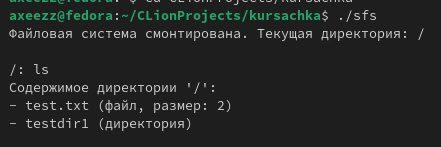 axeezz@fedora:~$ cd CLionProjects/kursachka
axeezz@fedora:~/CLionProjects/kursachka$ ./sfs
Файловая система смонтирована. Текущая директория: /
/: ls
Содержимое директории '/':
- test.txt (файл, размер: 2)
- testdir1 (директория)